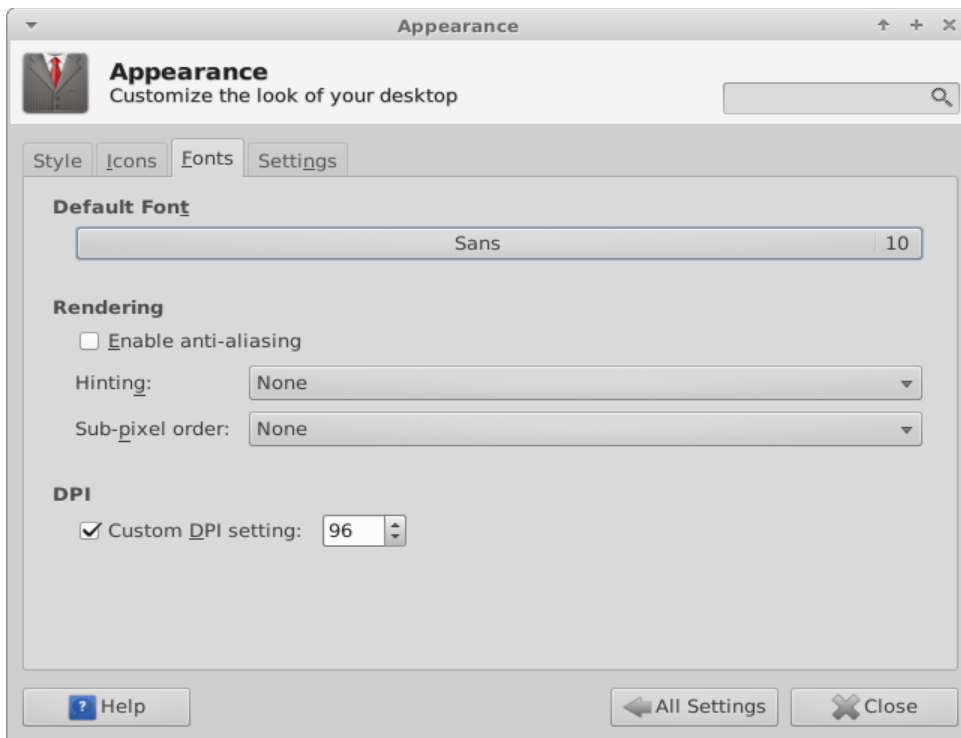 Appearance
Appearance
Customize the look of your desktop
Style Icons Fonts Settings
Default Font
Sans 10
Rendering
Enable anti-aliasing
Hinting: None
Sub-pixel order: None
DPI
Custom DPI setting: 96
? Help All Settings Close